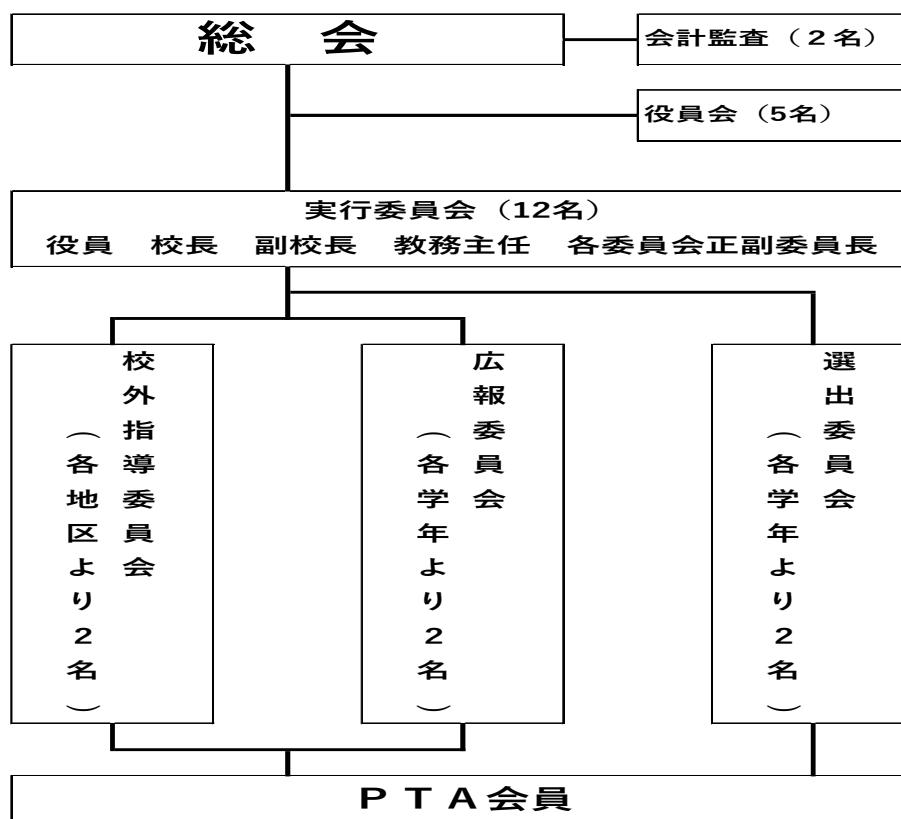 総 会
会計監査（２名）
役員会（5名）
実行委員会（12名）
役員 校長 副校長 教務主任 各委員会正副委員長
校外指導委員会
（各地区より２名）
広報委員会
（各学年より２名）
選出委員会
（各学年より２名）
ＰＴＡ会員